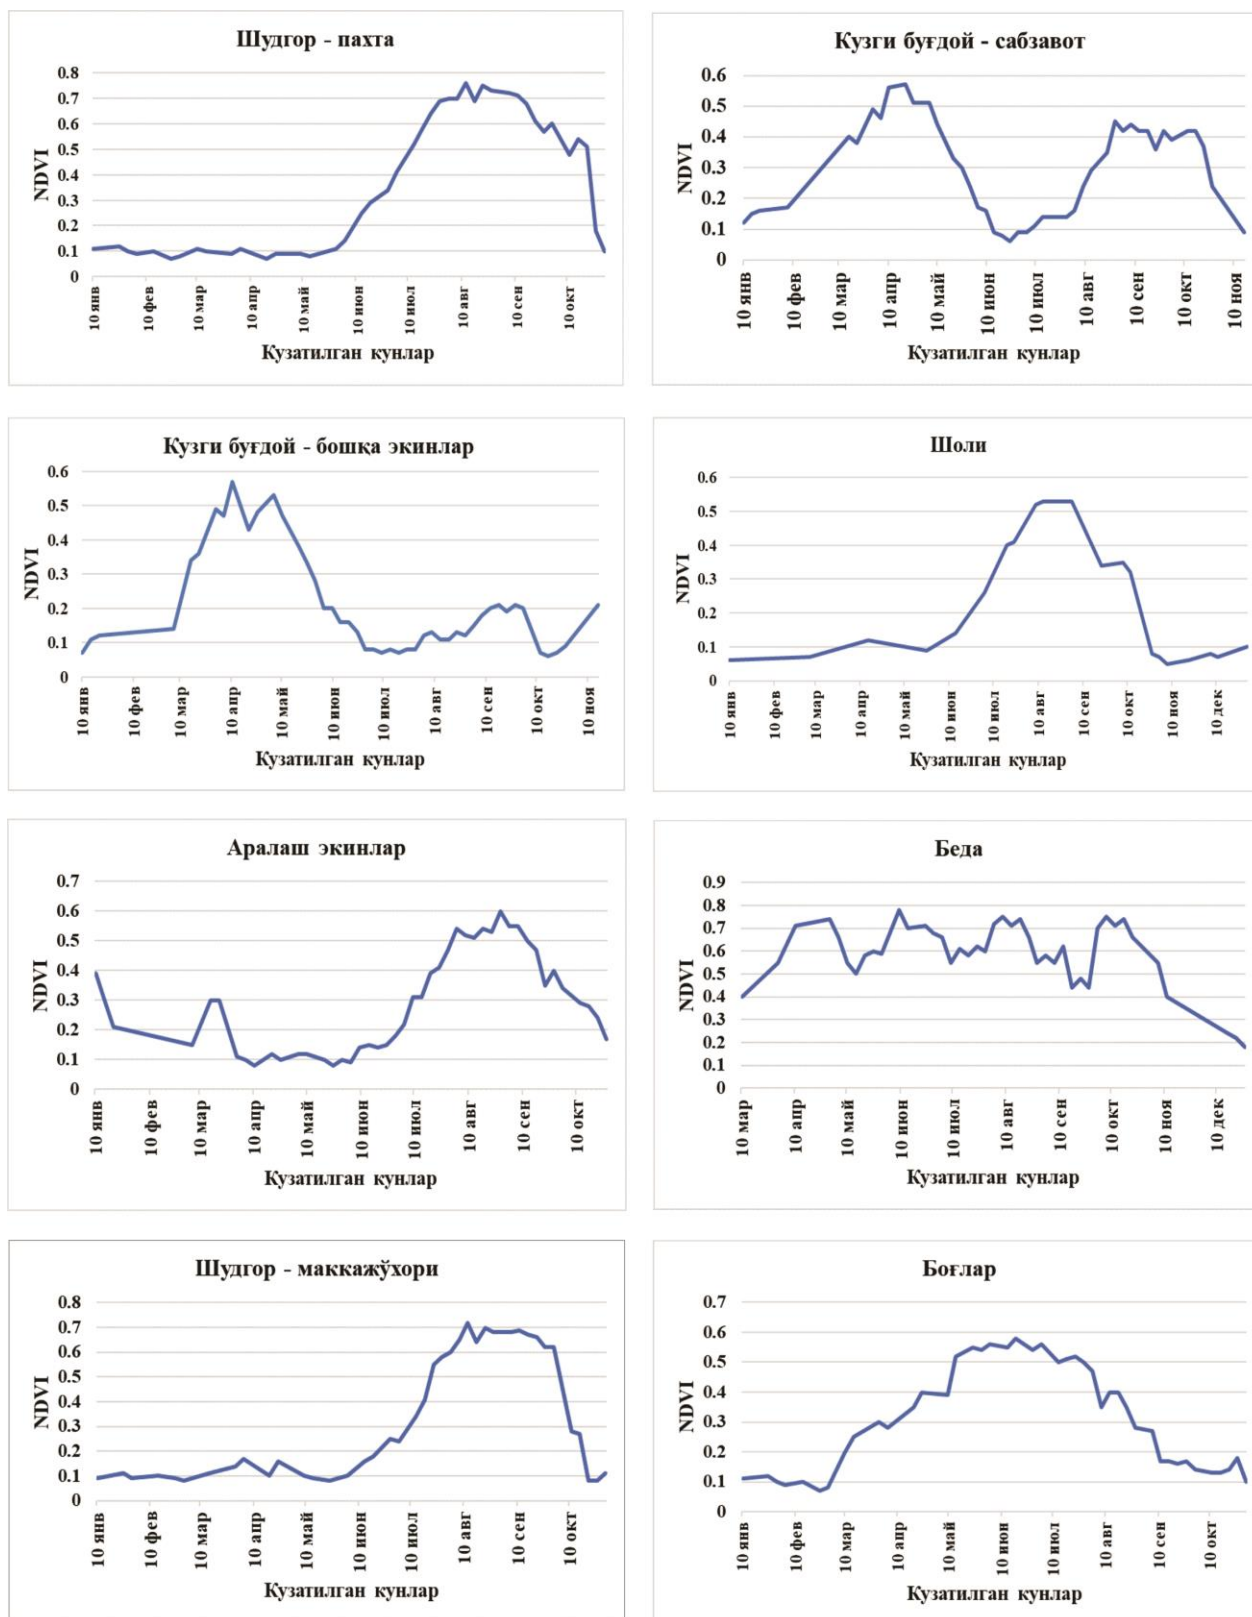 Шудгор - пахта
NDVI
0.8
0.7
0.6
0.5
0.4
0.3
0.2
0.1
0
10 янв
10 фев
10 мар
10 апр
10 май
10 июн
10 июл
10 авг
10 сен
10 окт
Кузатилган кунлар
Кузги буғдой - сабзавот
NDVI
0.6
0.5
0.4
0.3
0.2
0.1
0
10 янв
10 фев
10 мар
10 апр
10 май
10 июн
10 июл
10 авг
10 сен
10 окт
10 ноя
Кузатилган кунлар
Кузги буғдой - бошқа экинлар
NDVI
0.6
0.5
0.4
0.3
0.2
0.1
0
10 янв
10 фев
10 мар
10 апр
10 май
10 июн
10 июл
10 авг
10 сен
10 окт
10 ноя
Кузатилган кунлар
Шоли
NDVI
0.6
0.5
0.4
0.3
0.2
0.1
0
10 янв
10 фев
10 мар
10 апр
10 май
10 июн
10 июл
10 авг
10 сен
10 окт
10 ноя
10 дек
Кузатилган кунлар
Аралаш экинлар
NDVI
0.7
0.6
0.5
0.4
0.3
0.2
0.1
0
10 янв
10 фев
10 мар
10 апр
10 май
10 июн
10 июл
10 авг
10 сен
10 окт
Кузатилган кунлар
Беда
NDVI
0.9
0.8
0.7
0.6
0.5
0.4
0.3
0.2
0.1
0
10 мар
10 апр
10 май
10 июн
10 июл
10 авг
10 сен
10 окт
10 ноя
10 дек
Кузатилган кунлар
Шудгор - маккажўхори
NDVI
0.8
0.7
0.6
0.5
0.4
0.3
0.2
0.1
0
10 янв
10 фев
10 мар
10 апр
10 май
10 июн
10 июл
10 авг
10 сен
10 окт
Кузатилган кунлар
Боғлар
NDVI
0.7
0.6
0.5
0.4
0.3
0.2
0.1
0
10 янв
10 фев
10 мар
10 апр
10 май
10 июн
10 июл
10 авг
10 сен
10 окт
Кузатилган кунлар